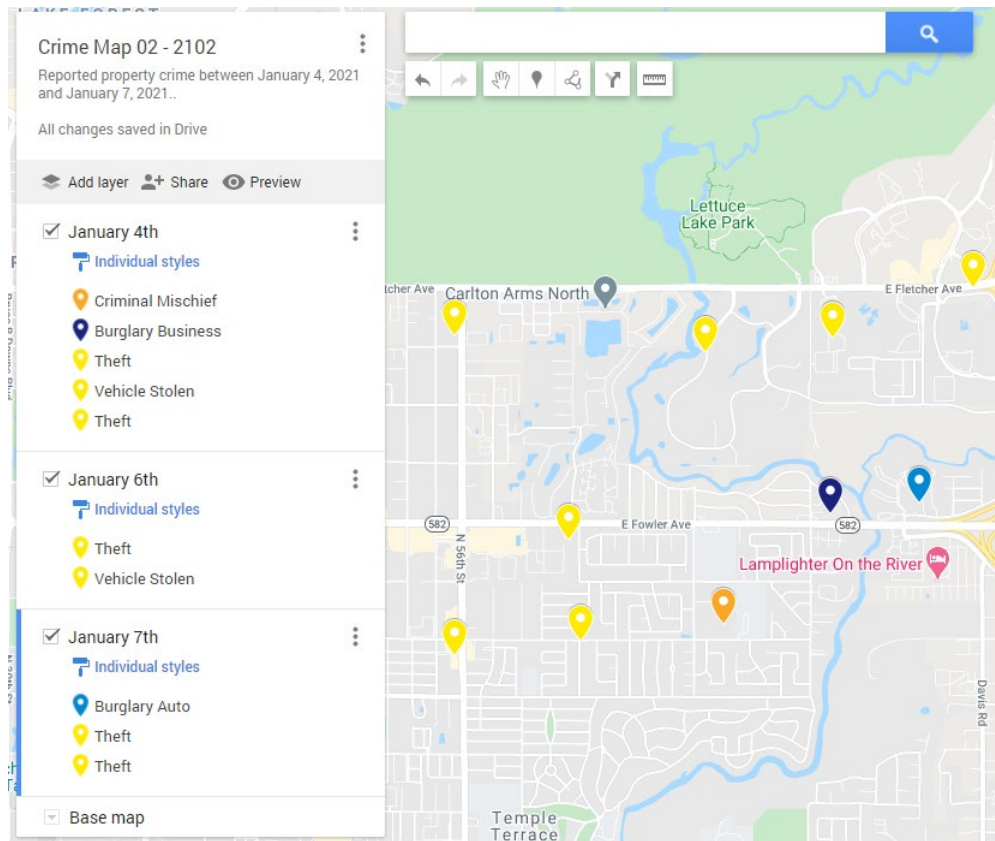 Crime Map 02 - 2102
Reported property crime between January 4, 2021
and January 7, 2021..
All changes saved in Drive
Add layer
Share
Preview
January 4th
Individual styles
Criminal Mischief
Burglary Business
Theft
Vehicle Stolen
Theft
January 6th
Individual styles
Theft
Vehicle Stolen
January 7th
Individual styles
Burglary Auto
Theft
Theft
Base map
Lettuce
Lake Park
tcher Ave
Carlton Arms North
E Fletcher Ave
582
E Fowler Ave
582
N 56th St
Lamplighter On the River
Davis Rd
Temple
Terrace